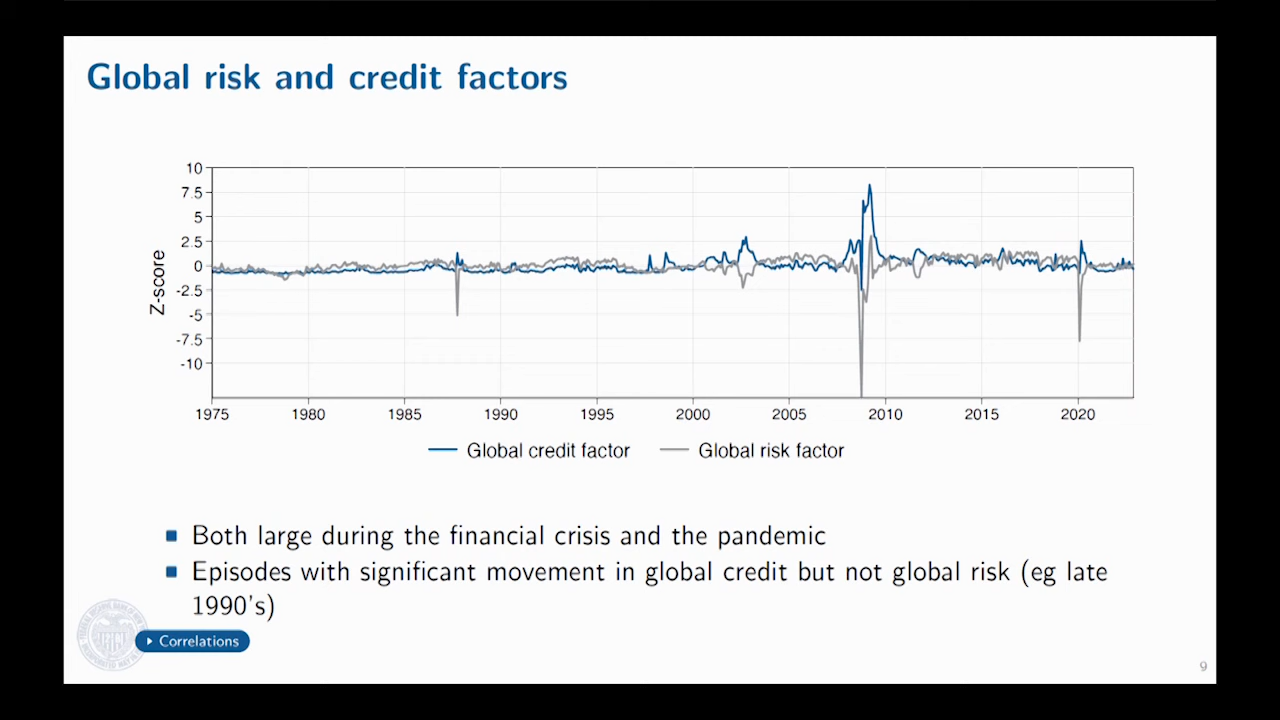 Global risk and credit factors
10
7.5
5
2.5
0
-2.5
-5
-7.5
-10
Z-score
1975 1980 1985 1990 1995 2000 2005 2010 2015 2020
Global credit factor Global risk factor
Both large during the financial crisis and the pandemic
Episodes with significant movement in global credit but not global risk (eg late
1990's)
Correlations
9